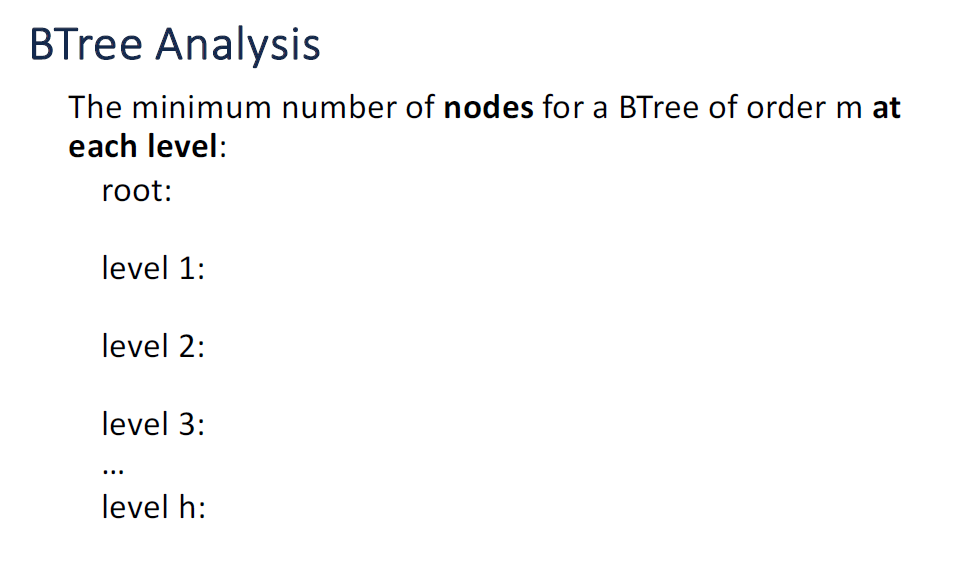 BTree Analysis
The minimum number of nodes for a BTree of order m at
each level:
root:
level 1:
level 2:
level 3:
…
level h: